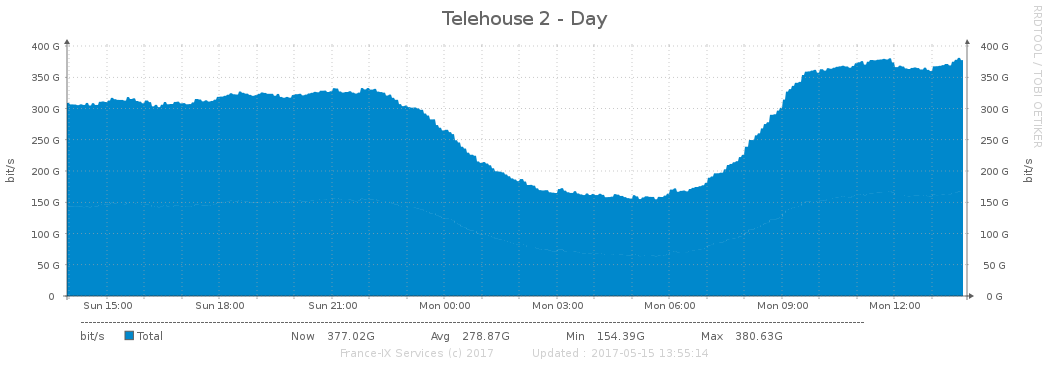 Telehouse 2 - Day
RRDTOOL / TOBI OETIKER
400 G 400 G
350 G 350 G
300 G 300 G
250 G 250 G
200 G 200 G
150 G 150 G
100 G 100 G
50 G 50 G
0 0 G
bit/s bit/s
Sun 15:00 Sun 18:00 Sun 21:00 Mon 00:00 Mon 03:00 Mon 06:00 Mon 09:00 Mon 12:00
bit/s Total Now 377.02G Avg 278.87G Min 154.39G Max 380.63G
France-IX Services (c) 2017 Updated : 2017-05-15 13:55:14